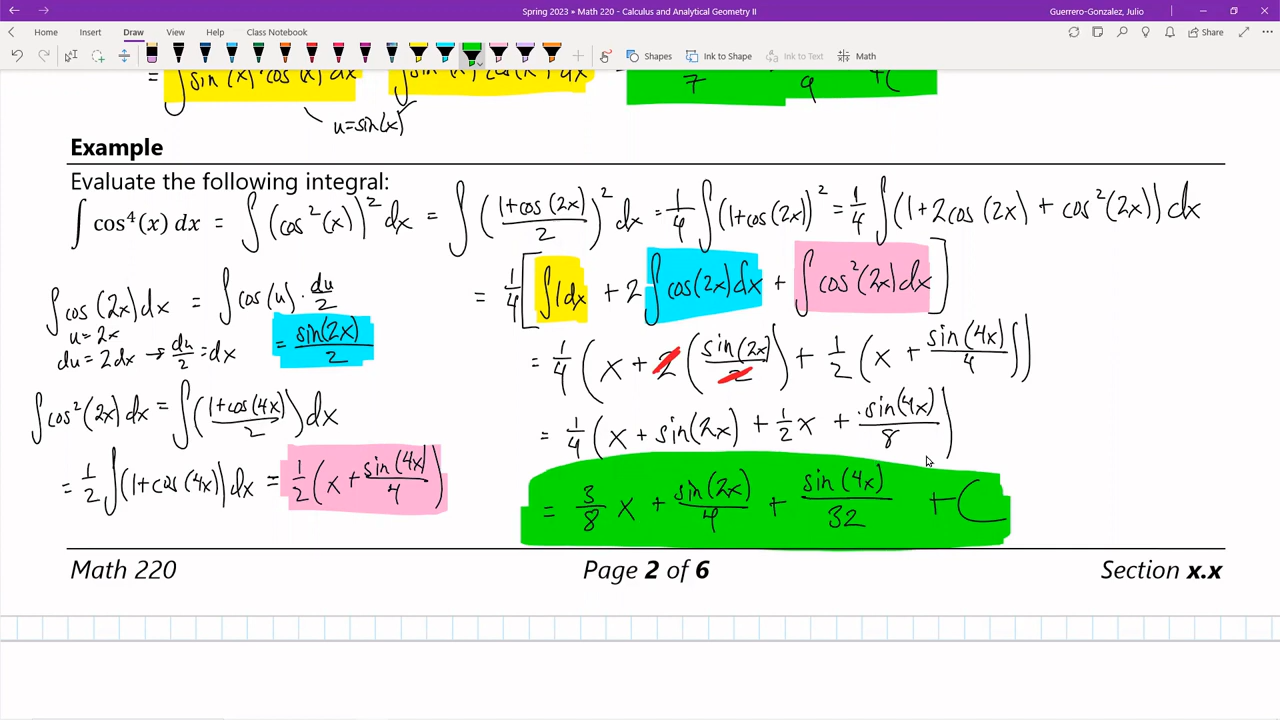 Spring 2023 » Math 220 - Calculus and Analytical Geometry II
Guerrero-Gonzalez, Julio
Home Insert Draw View Help Class Notebook
Share
Shapes Ink to Shape Ink to Text Math
= ∫sin (x) cos (x) dx
7 9 +C
u=sin(x)
Example
Evaluate the following integral:
∫ cos⁴(x) dx = ∫(cos²(x))² dx = ∫((1+cos(2x))/2)² dx = 1/4 ∫(1+cos(2x))² = 1/4 ∫(1+2cos(2x) + cos²(2x)) dx
= 1/4 [∫1dx + 2∫cos(2x)dx + ∫cos²(2x)dx]
∫cos(2x)dx = ∫cos(u) · du/2
u=2x
du=2dx → du/2 = dx
= sin(2x)/2
= 1/4 (x + 2(sin(2x)/2) + 1/2 (x + sin(4x)/4))
∫cos²(2x)dx = ∫((1+cos(4x))/2)dx
= 1/4 (x + sin(2x) + 1/2 x + sin(4x)/8)
= 1/2 ∫(1+cos(4x))dx = 1/2 (x + sin(4x)/4)
= 3/8 x + sin(2x)/4 + sin(4x)/32 + C
Math 220 Page 2 of 6 Section x.x